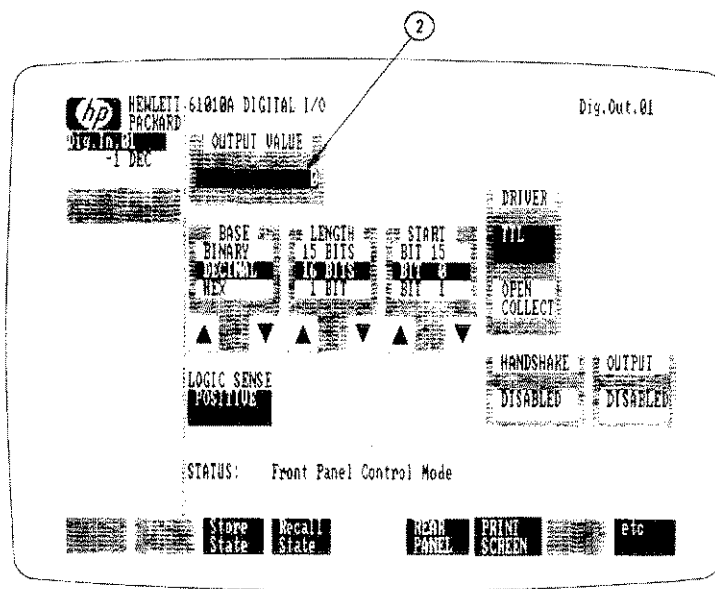 2
hp HEWLETT PACKARD
61010A DIGITAL I/O
Dig.Out.01
Dig.In.01
-1 DEC
OUTPUT VALUE
0
BASE
BINARY
DECIMAL
HEX
LENGTH
15 BITS
16 BITS
1 BIT
START
BIT 15
BIT 0
BIT 1
DRIVER
TTL
OPEN
COLLECT
LOGIC SENSE
POSITIVE
HANDSHAKE
DISABLED
OUTPUT
DISABLED
STATUS: Front Panel Control Mode
Store State
Recall State
REAR PANEL
PRINT SCREEN
etc